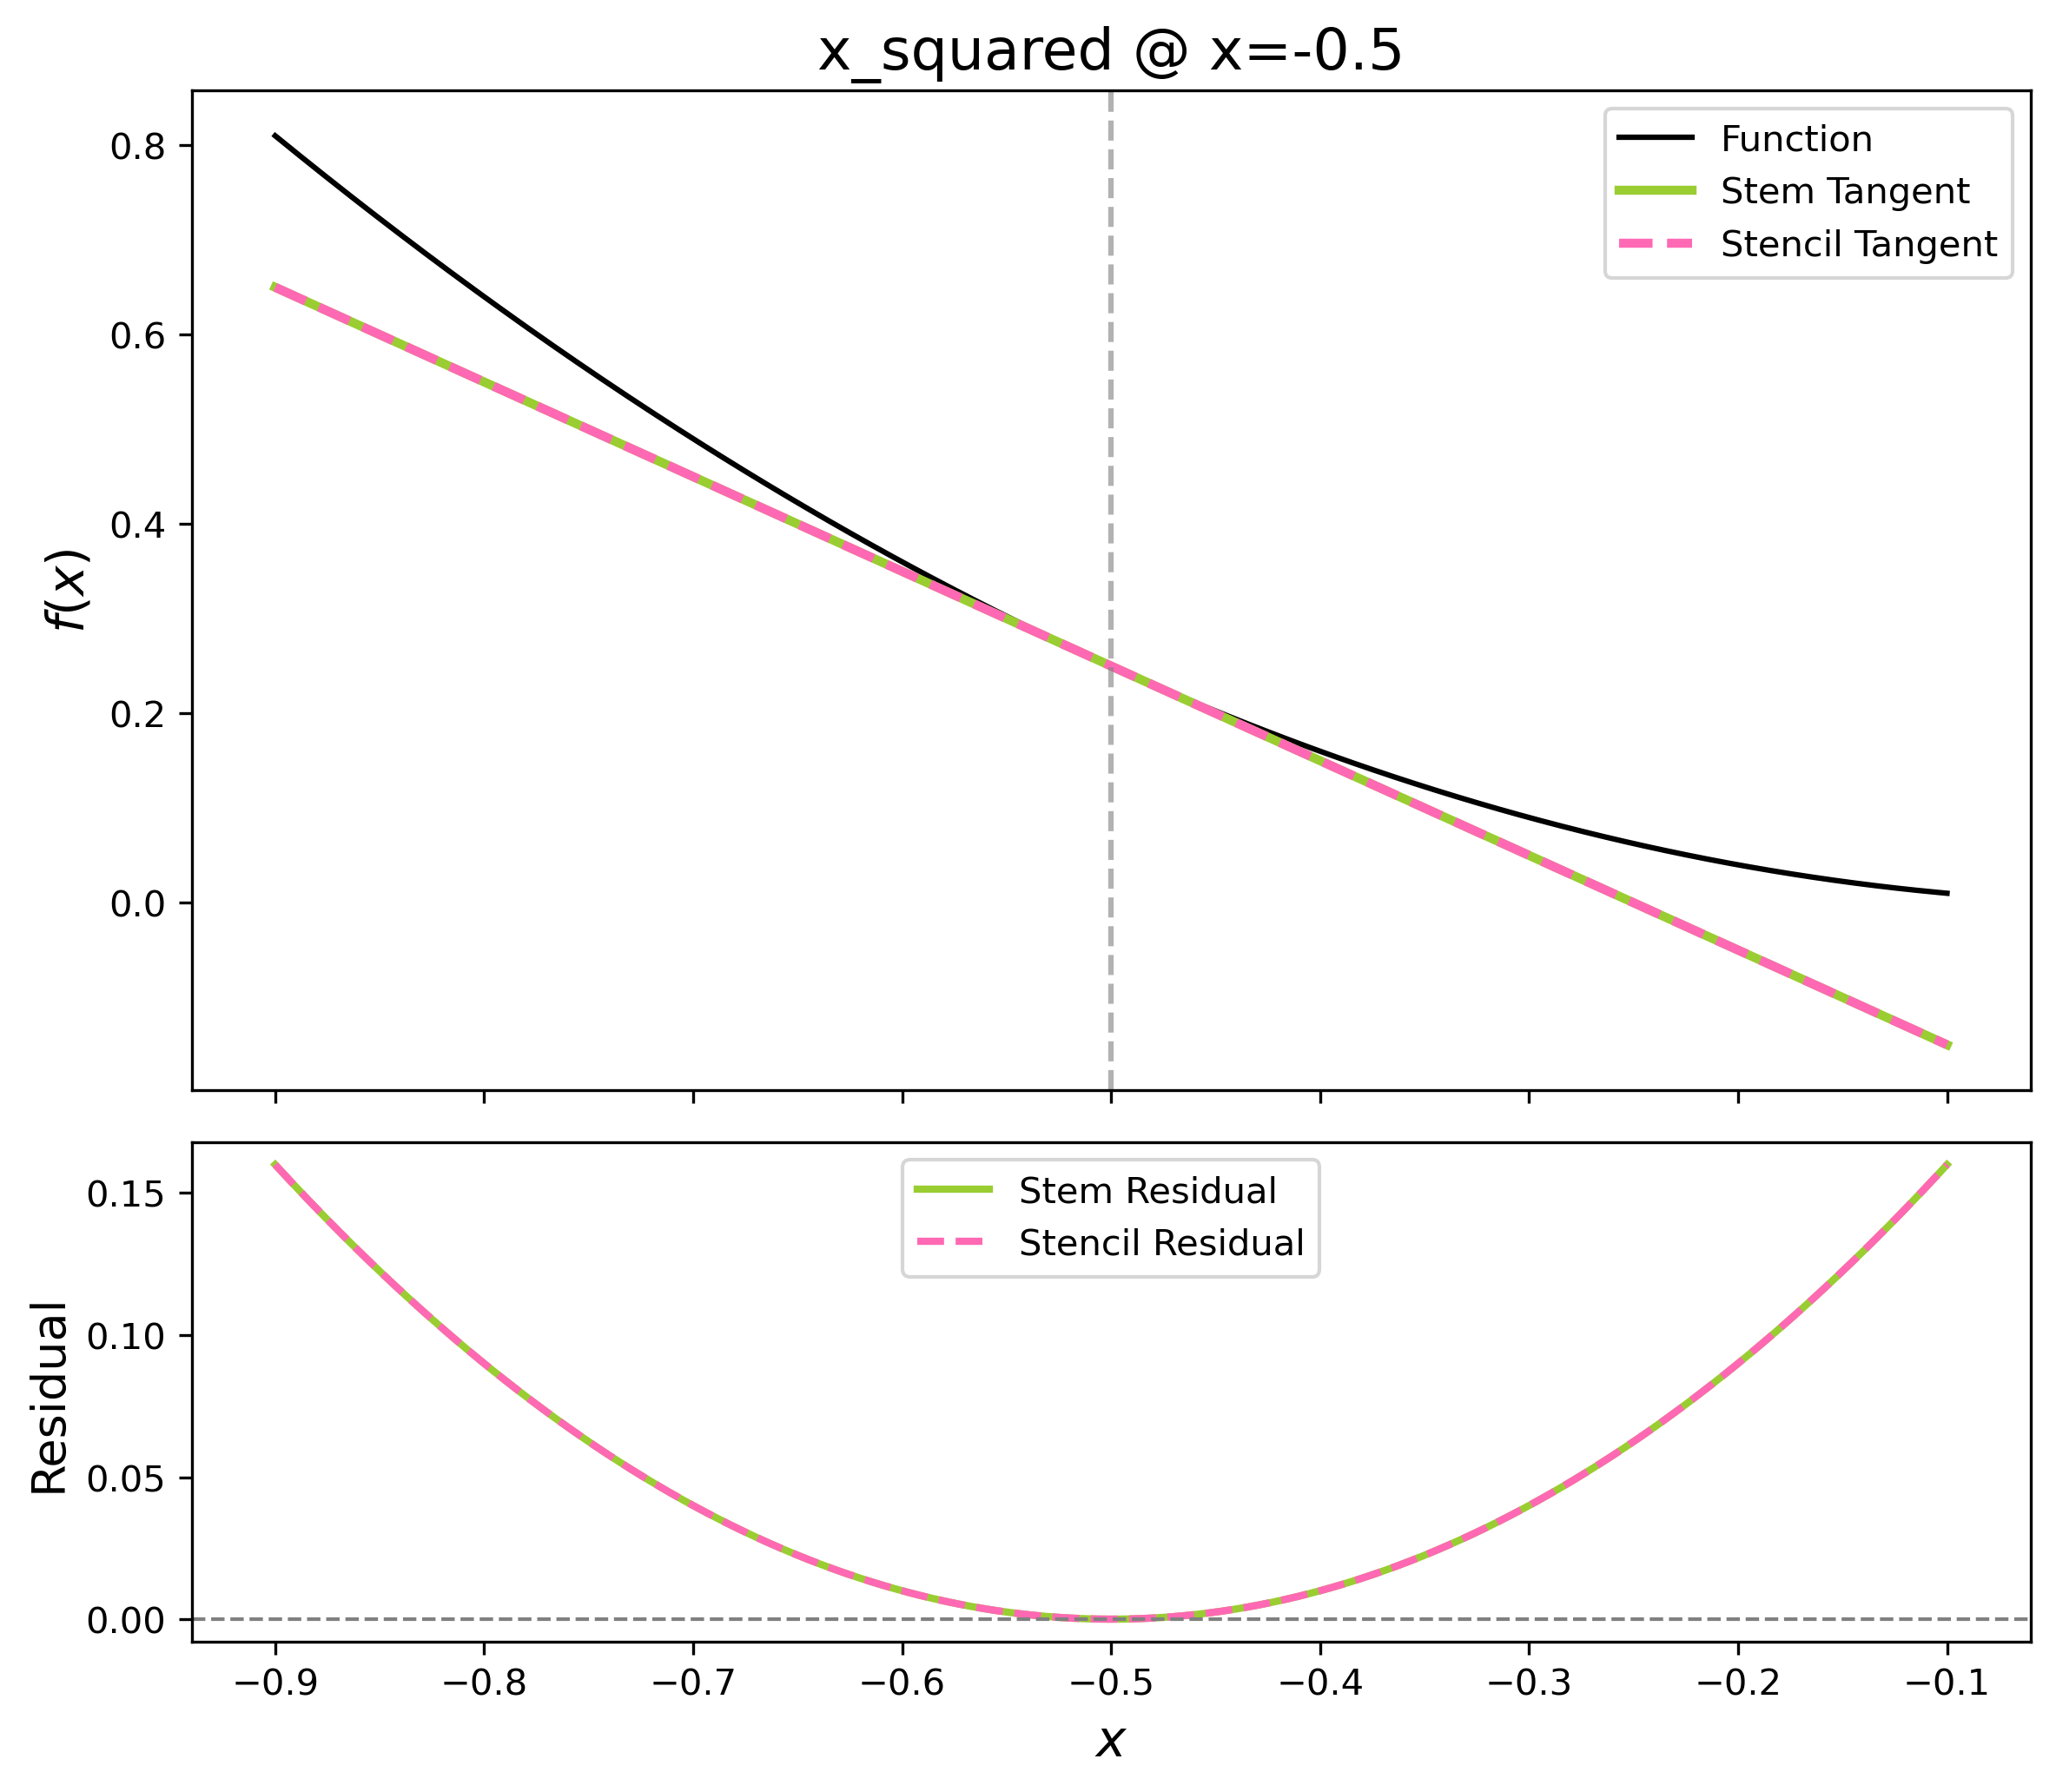 x_squared @ x=-0.5
Function
Stem Tangent
Stencil Tangent
0.8
0.6
0.4
0.2
0.0
f(x)
Stem Residual
Stencil Residual
0.15
0.10
0.05
0.00
Residual
−0.9 −0.8 −0.7 −0.6 −0.5 −0.4 −0.3 −0.2 −0.1
x